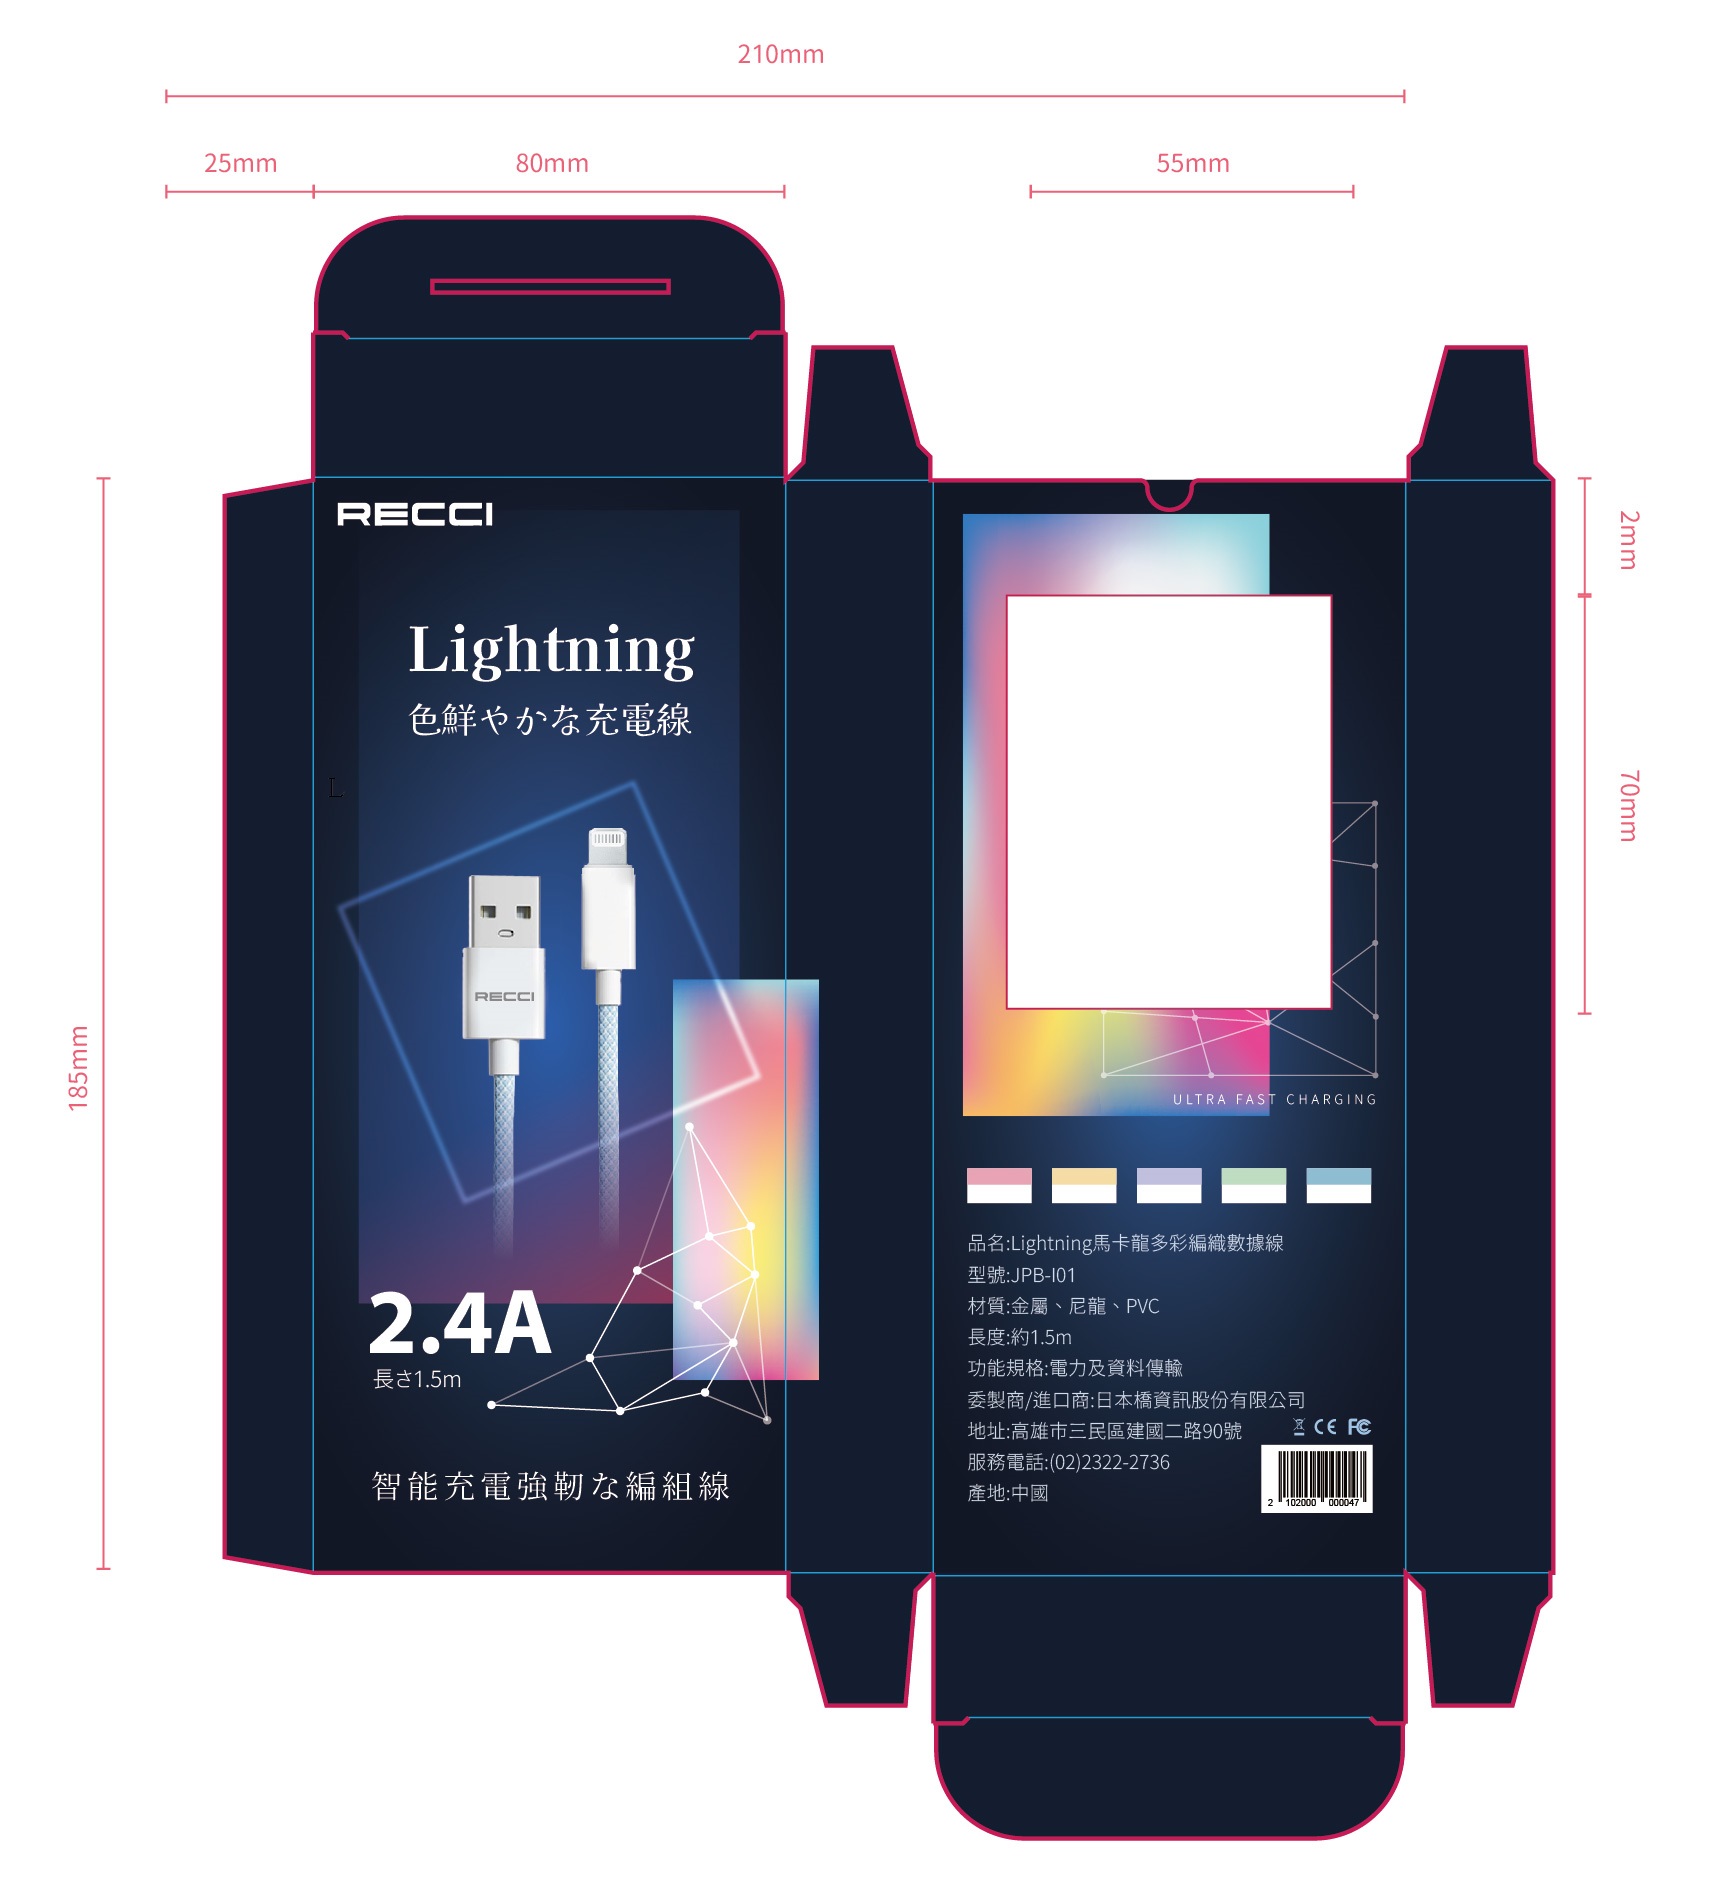 210mm
25mm
80mm
55mm
RECCI
Lightning
色鮮やかな充電線
L
RECCI
2.4A
長さ1.5m
智能充電強靭な編組線
185mm
2mm
70mm
ULTRA FAST CHARGING
品名:Lightning馬卡龍多彩編織數據線
型號:JPB-I01
材質:金屬、尼龍、PVC
長度:約1.5m
功能規格:電力及資料傳輸
委製商/進口商:日本橋資訊股份有限公司
地址:高雄市三民區建國二路90號
服務電話:(02)2322-2736
產地:中國
CE FC
2 102000 000047